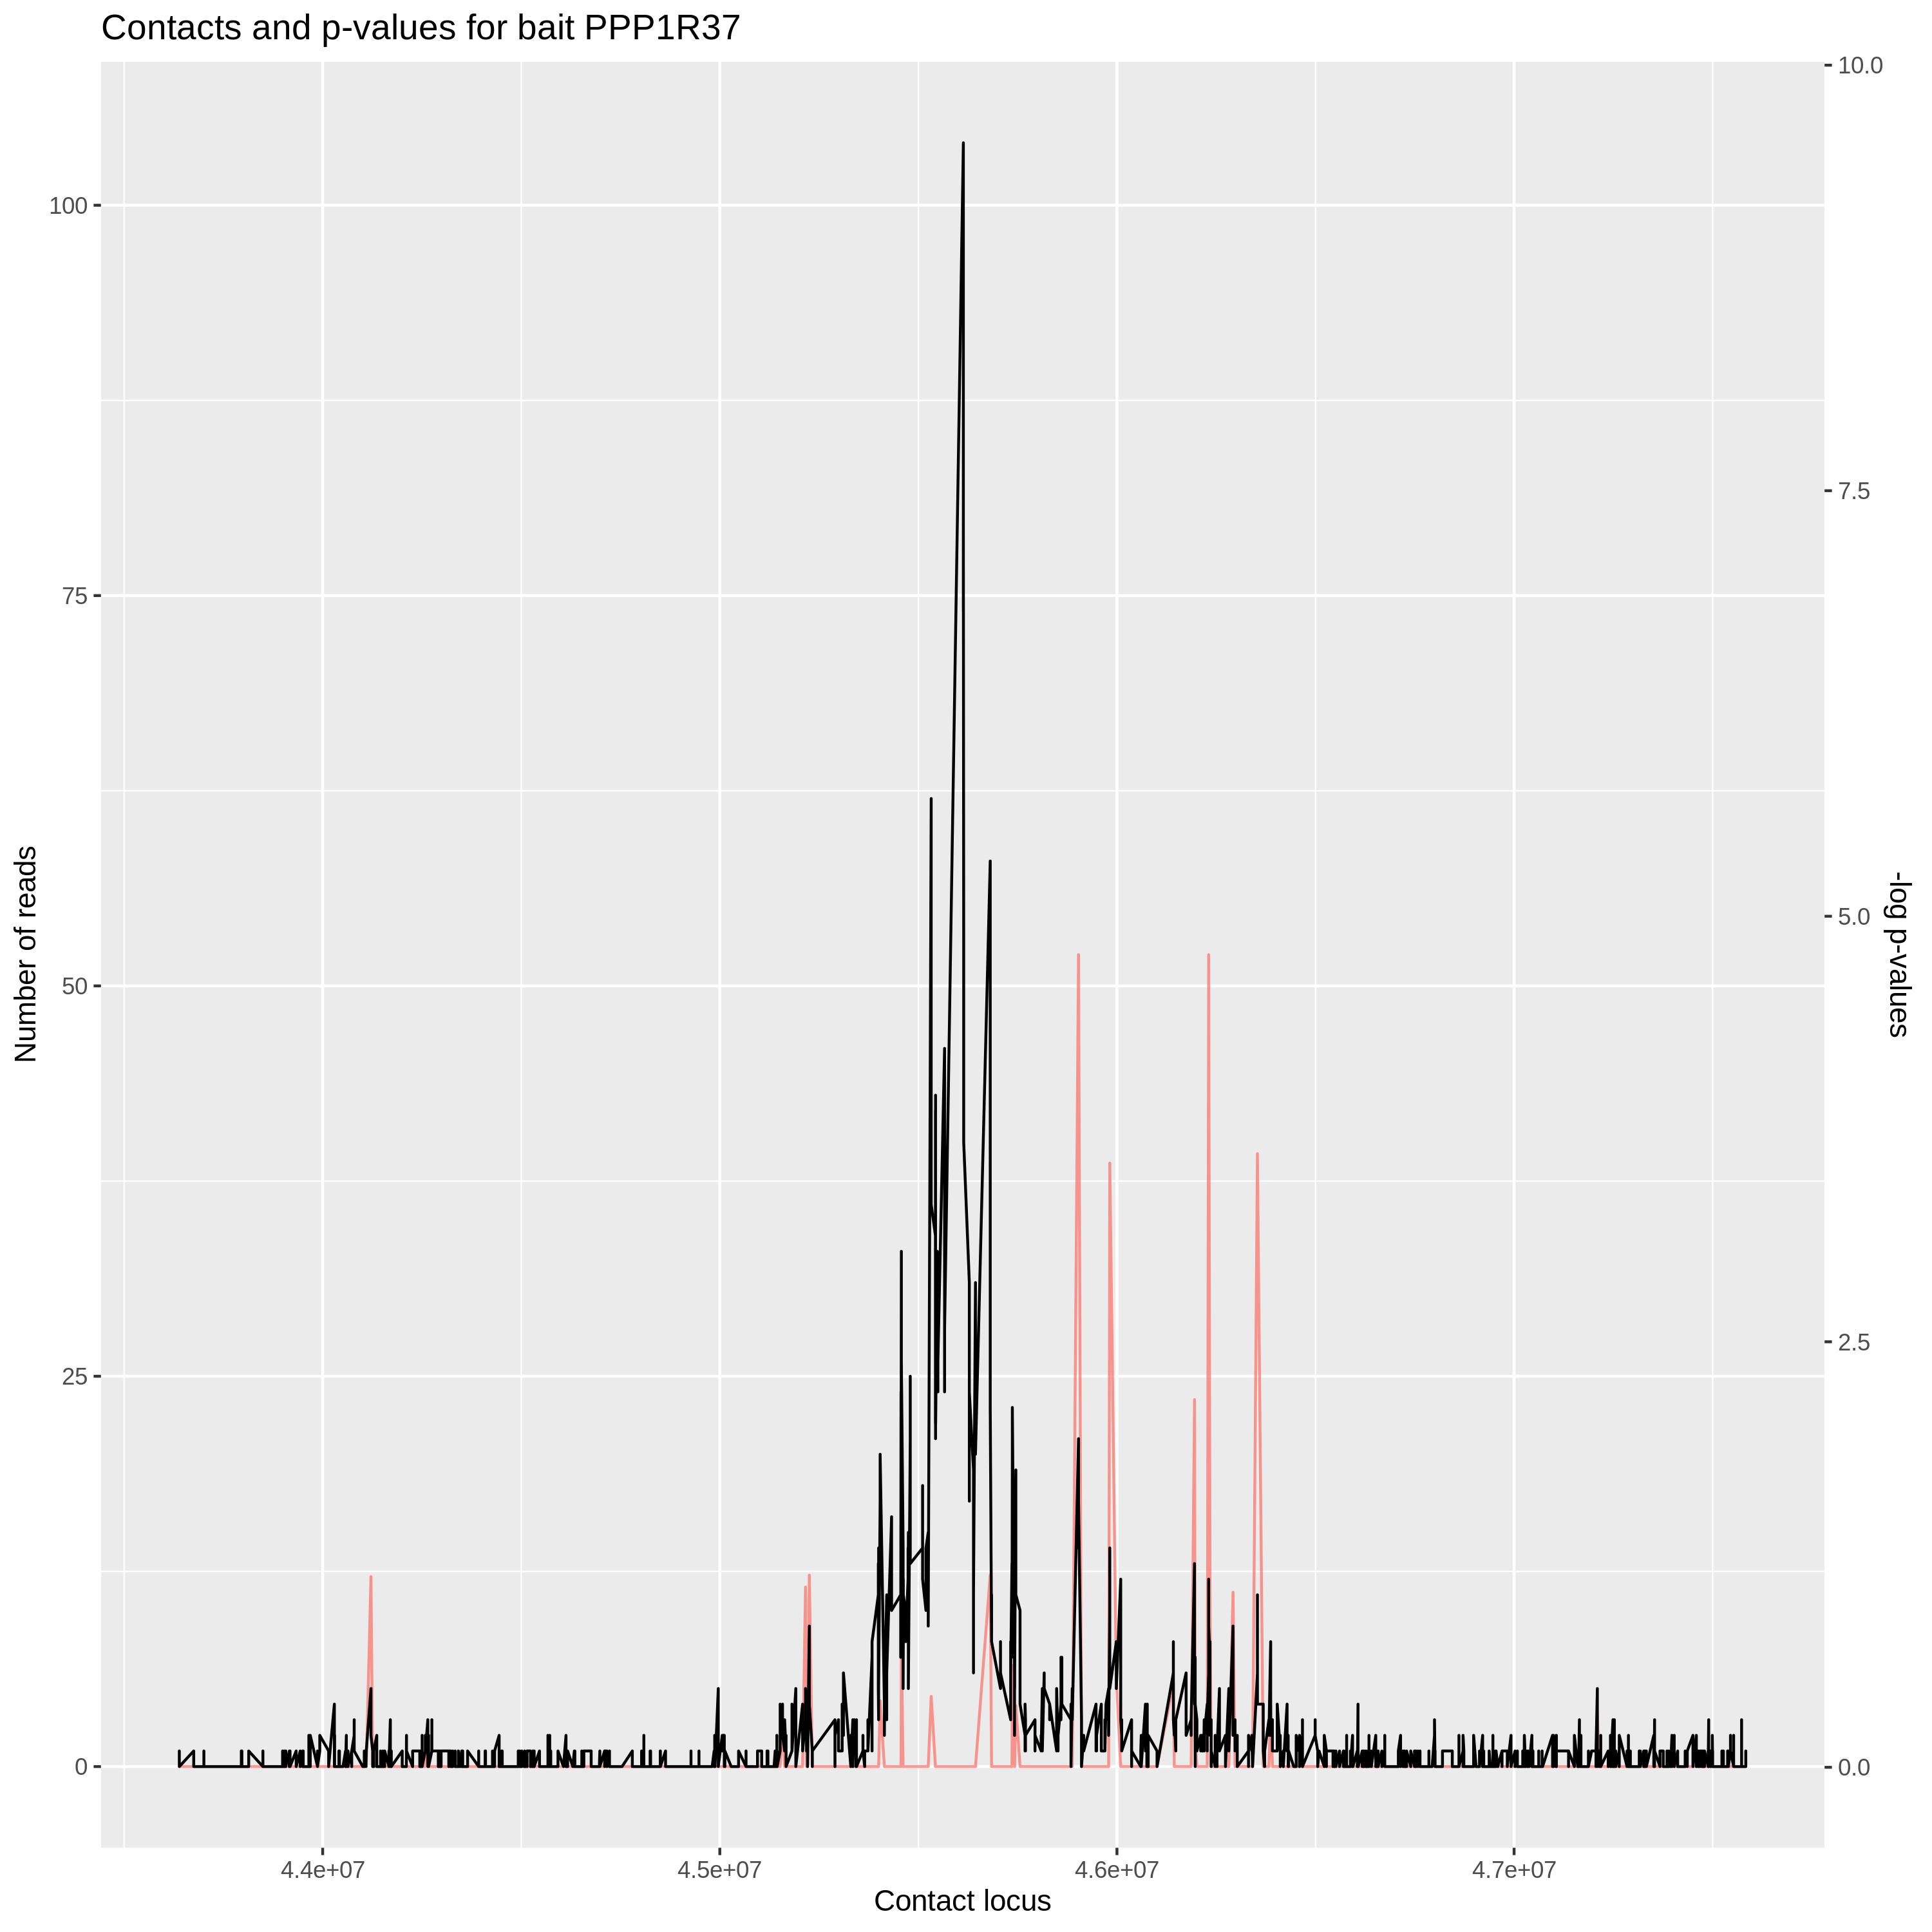 Contacts and p-values for bait PPP1R37
100
75
50
25
0
Number of reads
10.0
7.5
5.0
2.5
0.0
-log p-values
4.4e+07
4.5e+07
4.6e+07
4.7e+07
Contact locus